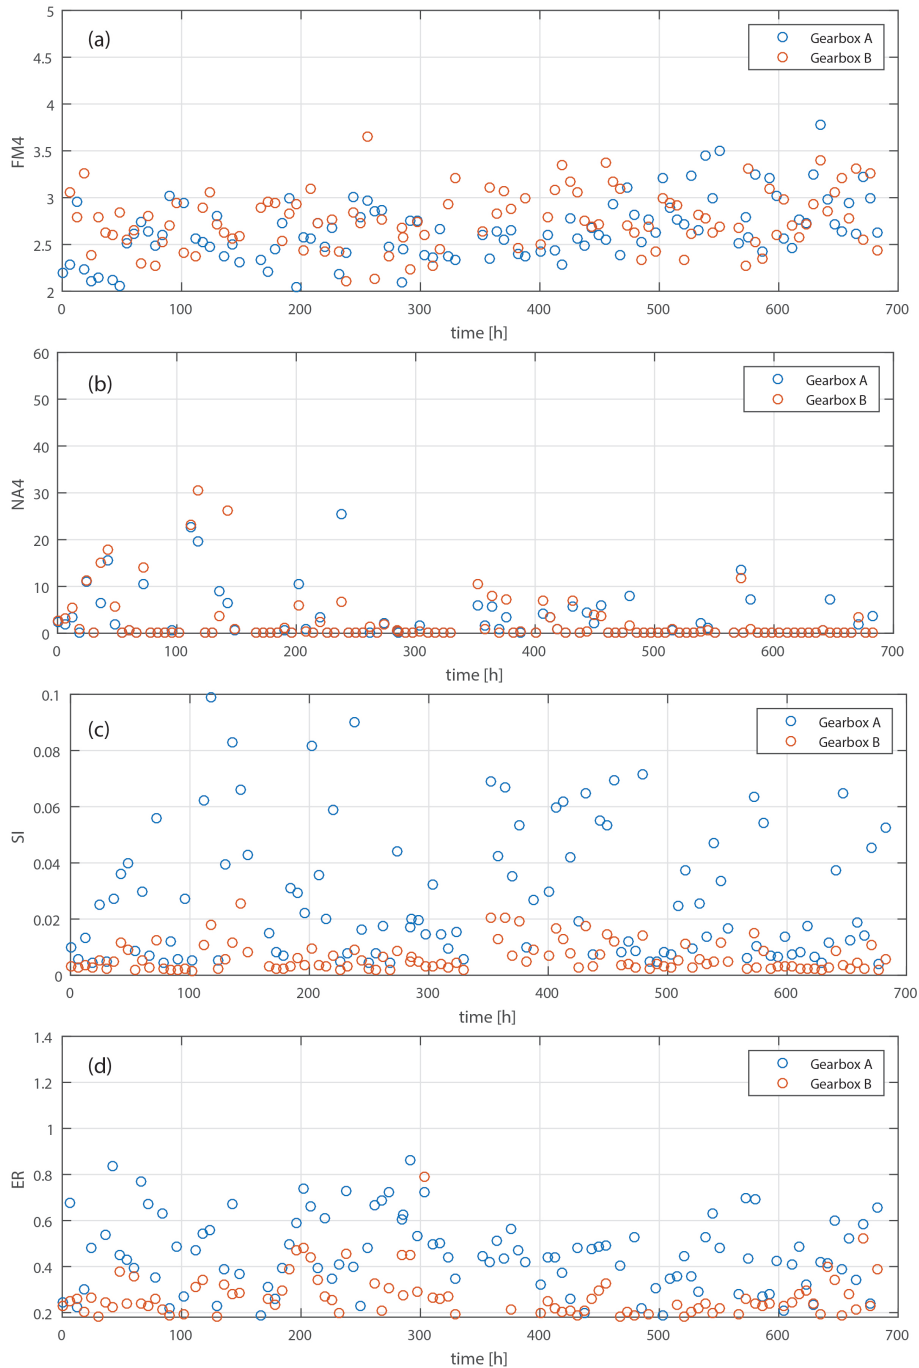 5
(a)
Gearbox A
Gearbox B
4.5
4
3.5
3
2.5
2
FM4
0 100 200 300 400 500 600 700
time [h]
60
(b)
Gearbox A
Gearbox B
50
40
30
20
10
0
NA4
0 100 200 300 400 500 600 700
time [h]
0.1
(c)
Gearbox A
Gearbox B
0.08
0.06
0.04
0.02
0
SI
0 100 200 300 400 500 600 700
time [h]
1.4
(d)
Gearbox A
Gearbox B
1.2
1
0.8
0.6
0.4
0.2
ER
0 100 200 300 400 500 600 700
time [h]